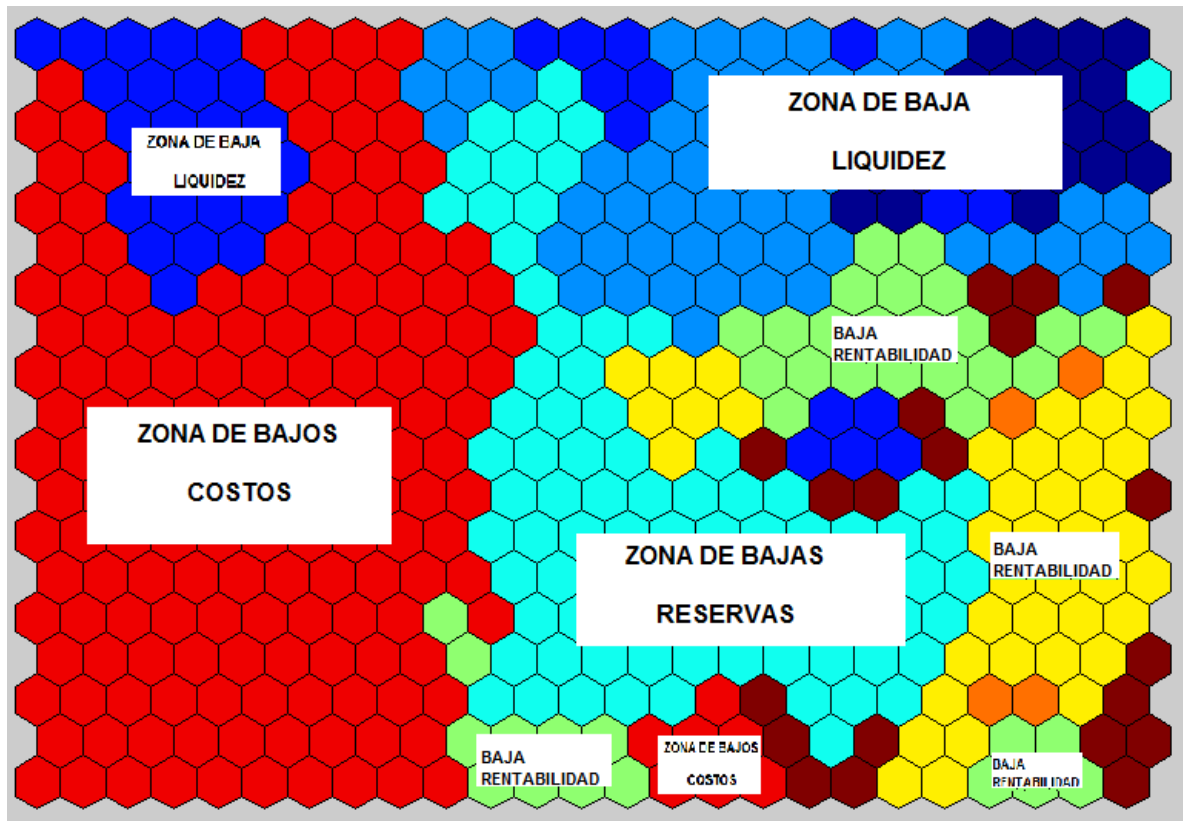 ZONA DE BAJA
LIQUIDEZ
ZONA DE BAJA
LIQUIDEZ
BAJA
RENTABILIDAD
ZONA DE BAJOS
COSTOS
ZONA DE BAJAS
RESERVAS
BAJA
RENTABILIDAD
BAJA
RENTABILIDAD
ZONA DE BAJOS
COSTOS
BAJA
RENTABILIDAD